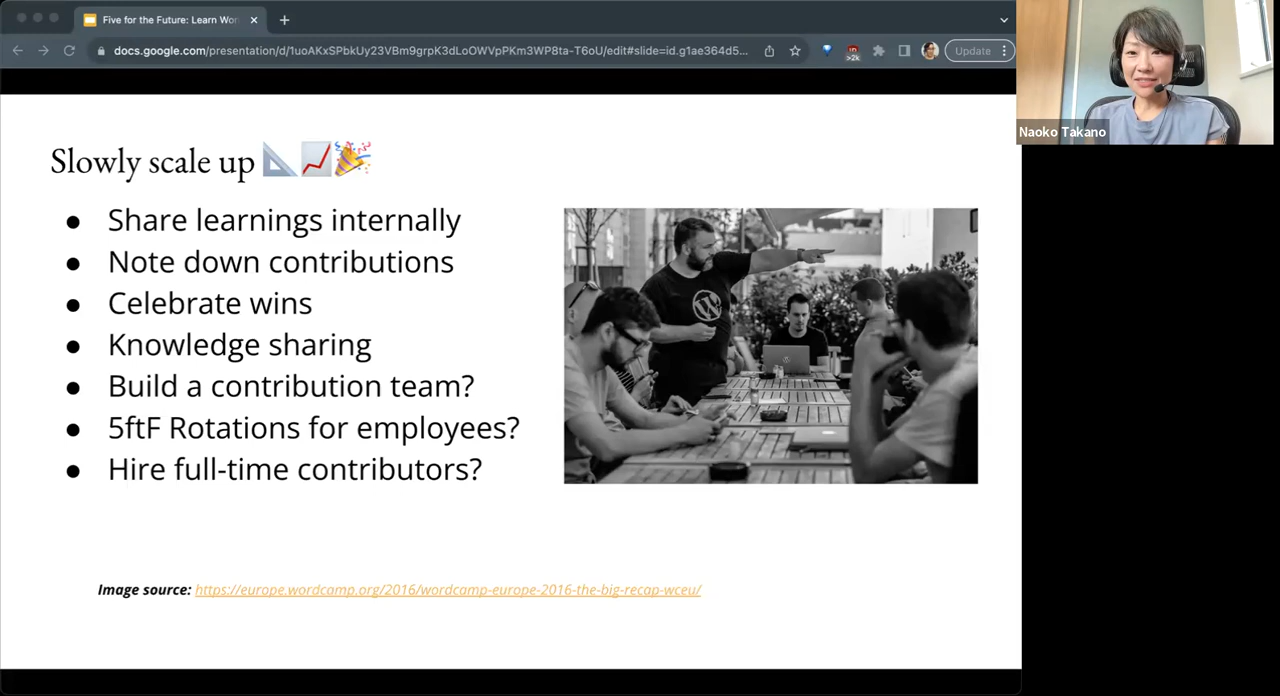 Five for the Future: Learn Wor
docs.google.com/presentation/d/1uoAKxSPbkUy23VBm9grpK3dLoOWVpPKm3WP8ta-T6oU/edit#slide=id.g1ae364d5...
>2k
Update
Naoko Takano
Slowly scale up
● Share learnings internally
● Note down contributions
● Celebrate wins
● Knowledge sharing
● Build a contribution team?
● 5ftF Rotations for employees?
● Hire full-time contributors?
Image source: https://europe.wordcamp.org/2016/wordcamp-europe-2016-the-big-recap-wceu/